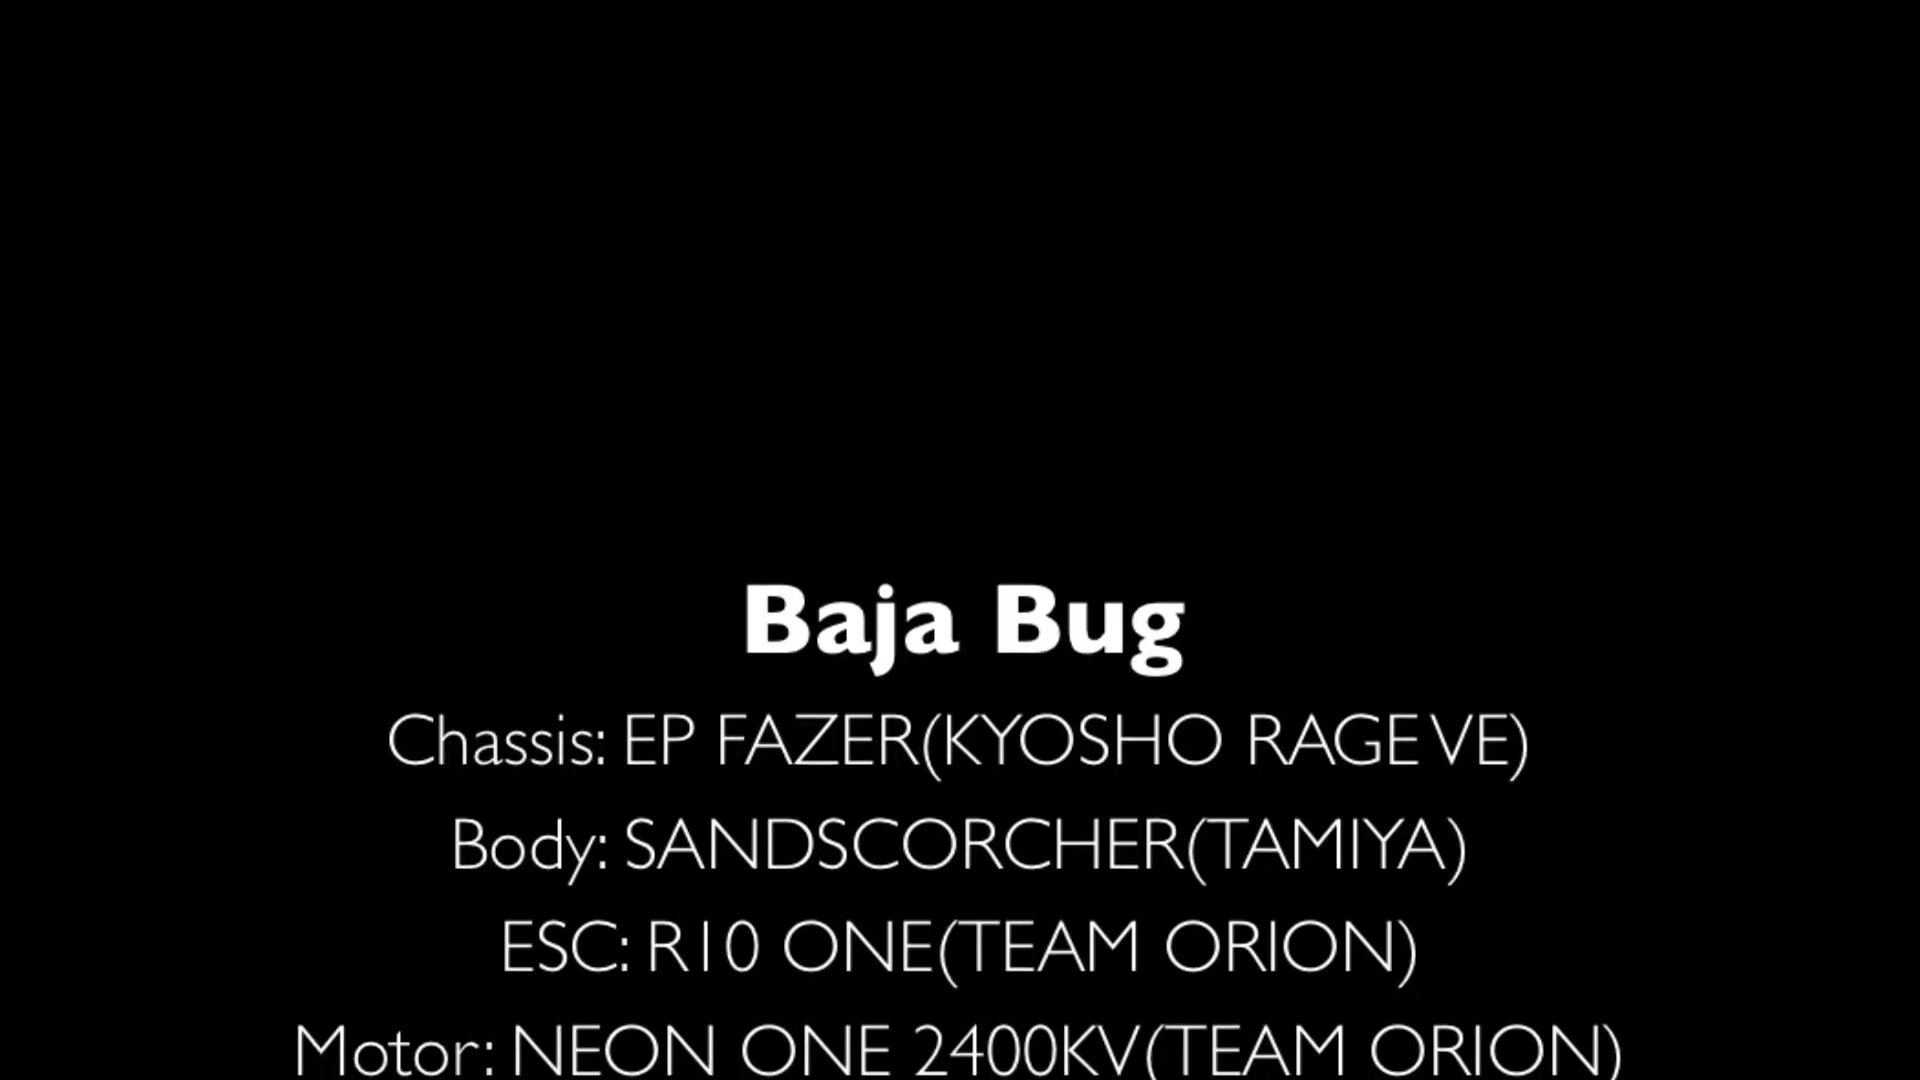 Baja Bug
Chassis: EP FAZER(KYOSHO RAGE VE)
Body: SANDSCORCHER(TAMIYA)
ESC: R10 ONE(TEAM ORION)
Motor: NEON ONE 2400KV(TEAM ORION)